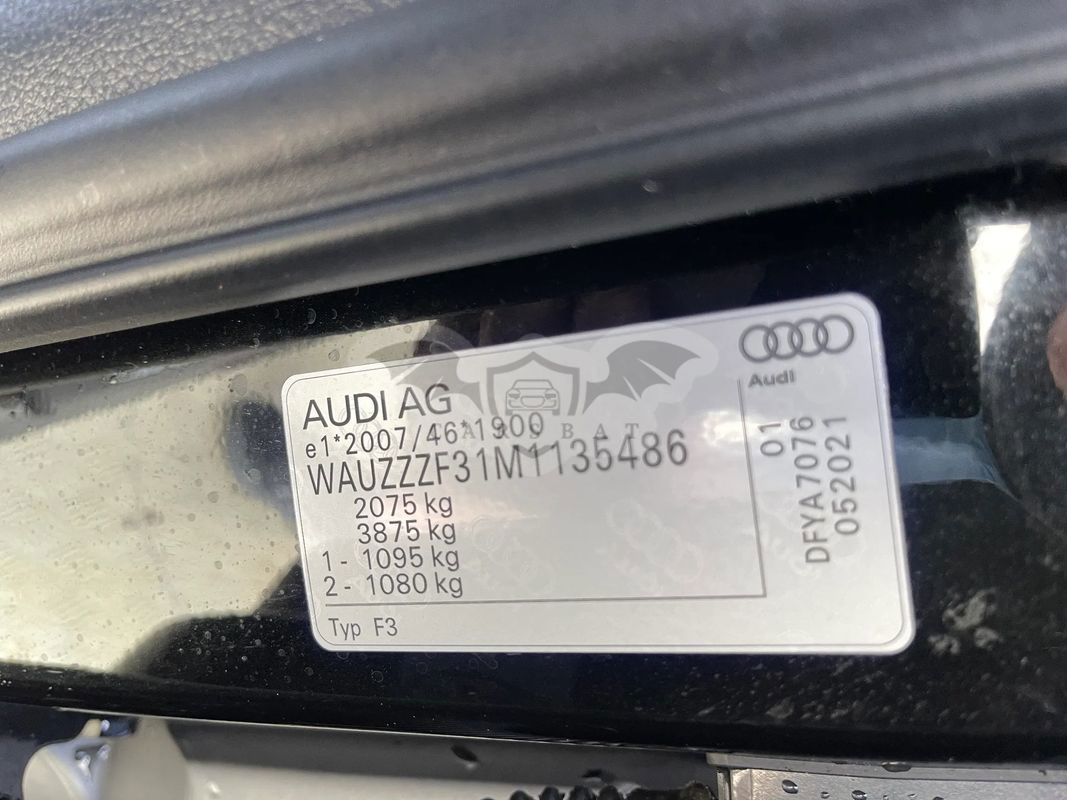 AUDI AG
e1*2007/46*1900
WAUZZZF31M1135486
2075 kg
3875 kg
1- 1095 kg
2- 1080 kg
Typ F3
Audi
01
DFYA7076
052021
CARSBAT